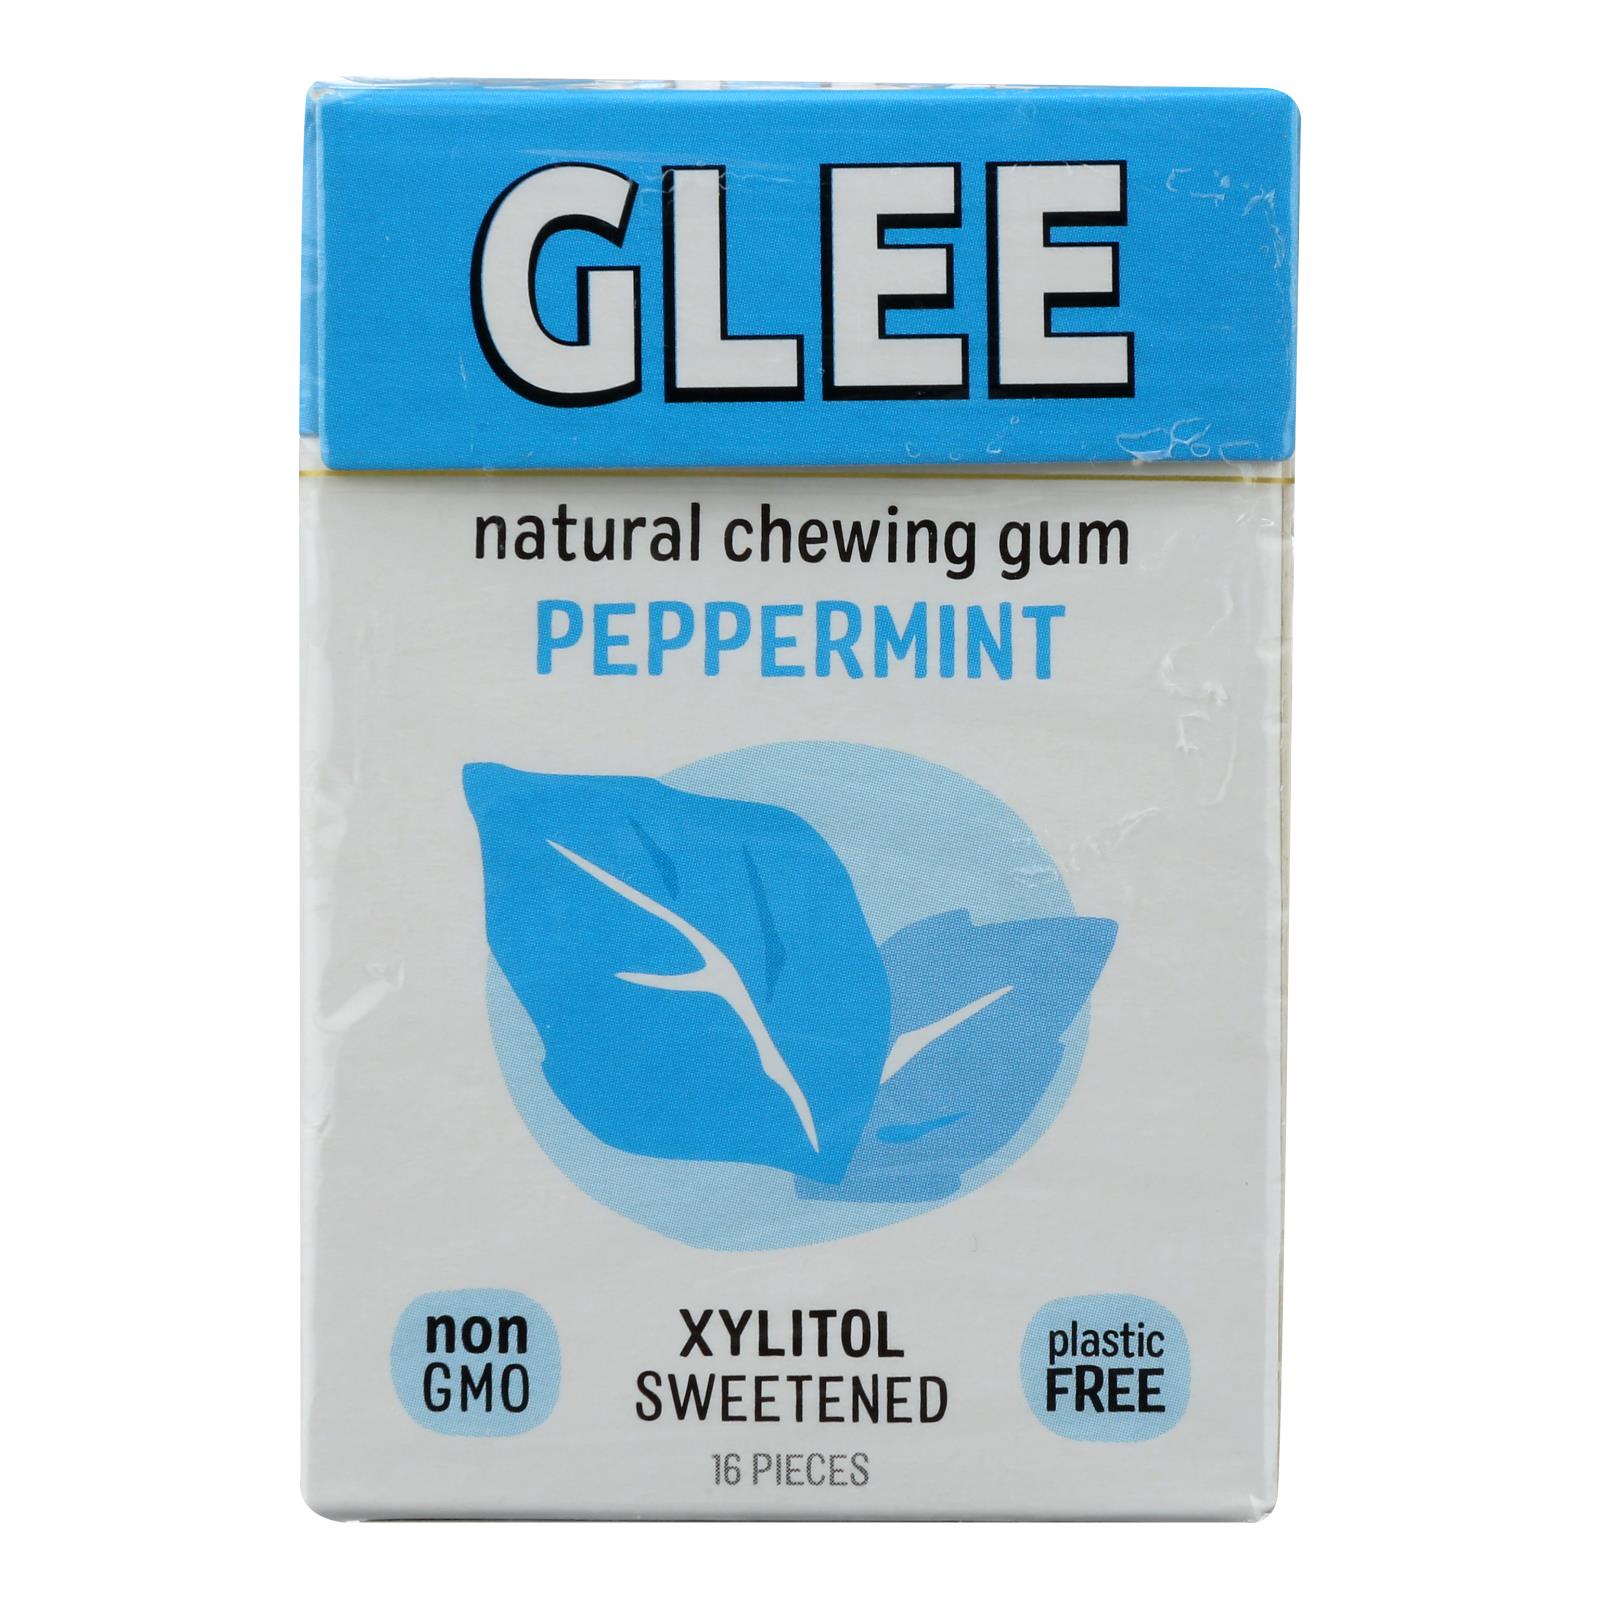 GLEE
natural chewing gum
PEPPERMINT
non
GMO
XYLITOL
SWEETENED
plastic
FREE
16 PIECES